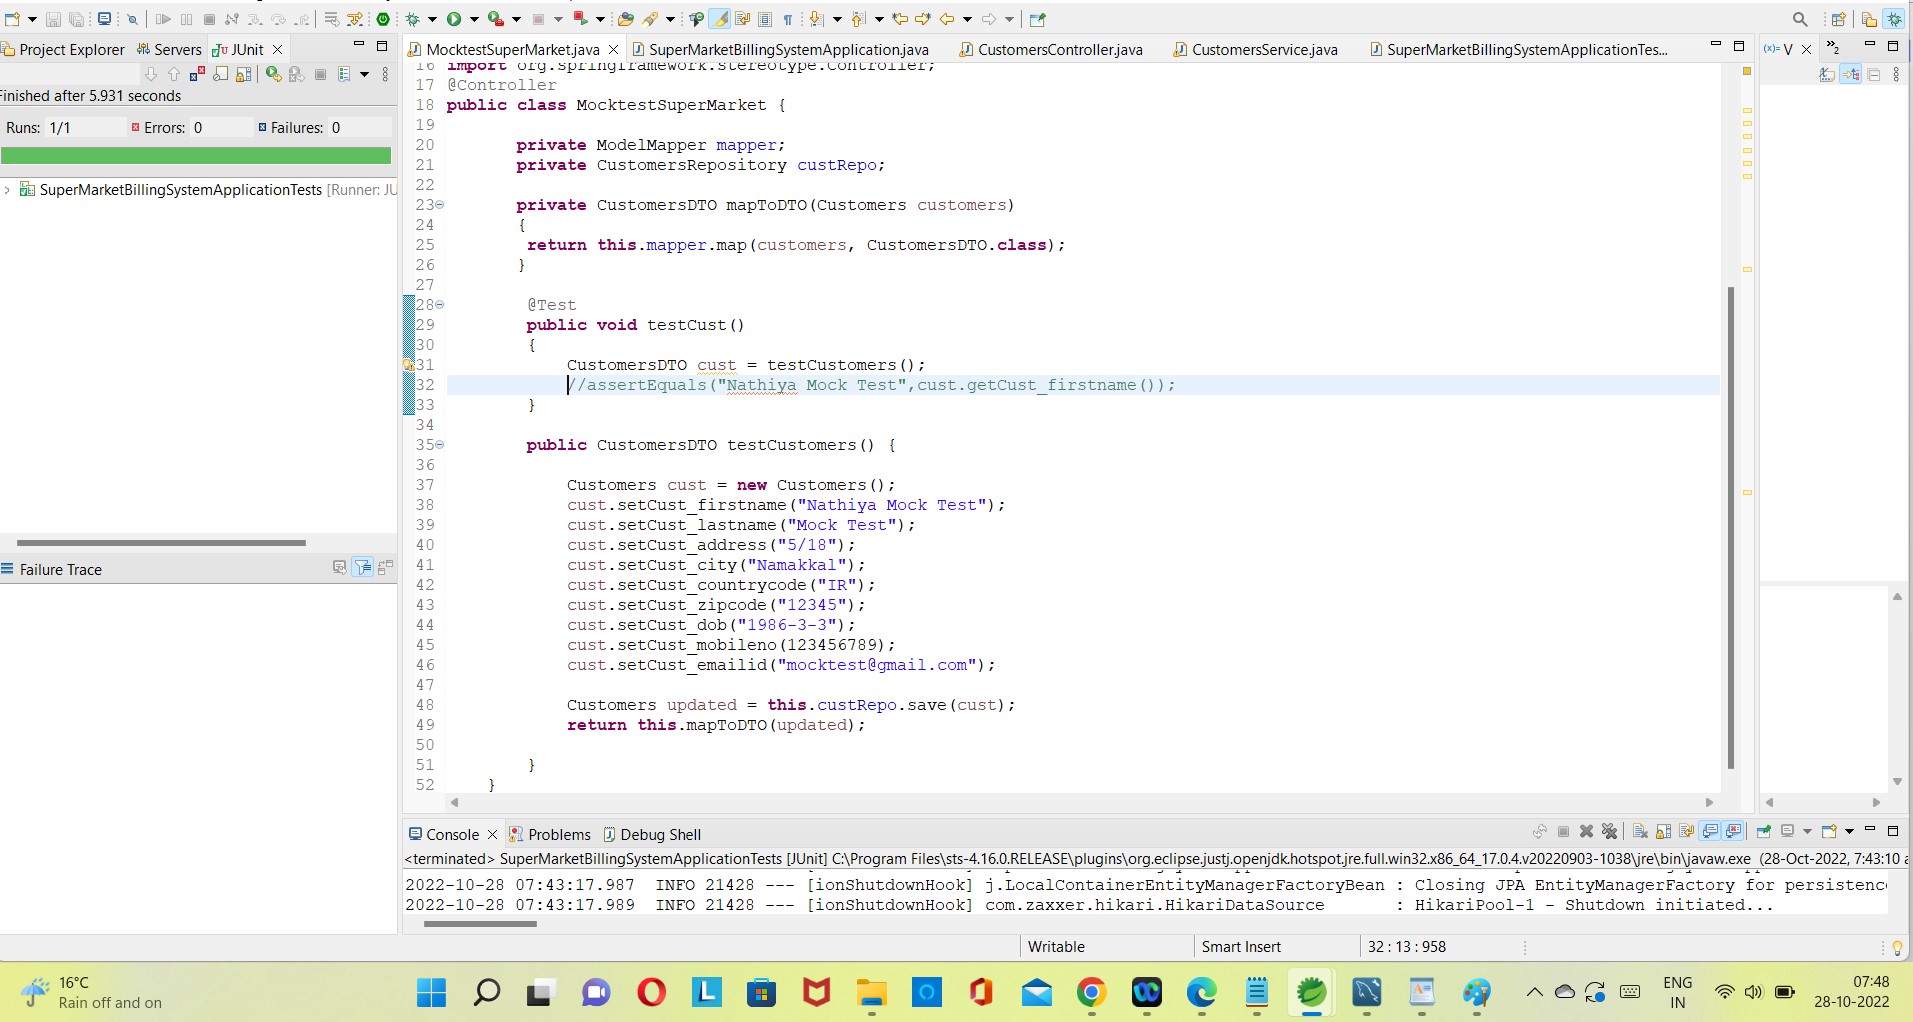 Project Explorer
Servers
JUnit
MocktestSuperMarket.java
SuperMarketBillingSystemApplication.java
CustomersController.java
CustomersService.java
SuperMarketBillingSystemApplicationTes...
(x)= V
»2
Finished after 5.931 seconds
Runs: 1/1
Errors: 0
Failures: 0
SuperMarketBillingSystemApplicationTests [Runner: JU
Failure Trace
16 import org.springframework.stereotype.Controller;
17 @Controller
18 public class MocktestSuperMarket {
19
20 private ModelMapper mapper;
21 private CustomersRepository custRepo;
22
23 private CustomersDTO mapToDTO(Customers customers)
24 {
25 return this.mapper.map(customers, CustomersDTO.class);
26 }
27
28 @Test
29 public void testCust()
30 {
31 CustomersDTO cust = testCustomers();
32 //assertEquals("Nathiya Mock Test",cust.getCust_firstname());
33 }
34
35 public CustomersDTO testCustomers() {
36
37 Customers cust = new Customers();
38 cust.setCust_firstname("Nathiya Mock Test");
39 cust.setCust_lastname("Mock Test");
40 cust.setCust_address("5/18");
41 cust.setCust_city("Namakkal");
42 cust.setCust_countrycode("IR");
43 cust.setCust_zipcode("12345");
44 cust.setCust_dob("1986-3-3");
45 cust.setCust_mobileno(123456789);
46 cust.setCust_emailid("mocktest@gmail.com");
47
48 Customers updated = this.custRepo.save(cust);
49 return this.mapToDTO(updated);
50
51 }
52 }
Console
Problems
Debug Shell
<terminated> SuperMarketBillingSystemApplicationTests [JUnit] C:\Program Files\sts-4.16.0.RELEASE\plugins\org.eclipse.justj.openjdk.hotspot.jre.full.win32.x86_64_17.0.4.v20220903-1038\jre\bin\javaw.exe (28-Oct-2022, 7:43:10 a
2022-10-28 07:43:17.987 INFO 21428 --- [ionShutdownHook] j.LocalContainerEntityManagerFactoryBean : Closing JPA EntityManagerFactory for persistenc
2022-10-28 07:43:17.989 INFO 21428 --- [ionShutdownHook] com.zaxxer.hikari.HikariDataSource : HikariPool-1 - Shutdown initiated...
Writable
Smart Insert
32 : 13 : 958
16°C
Rain off and on
ENG
IN
07:48
28-10-2022